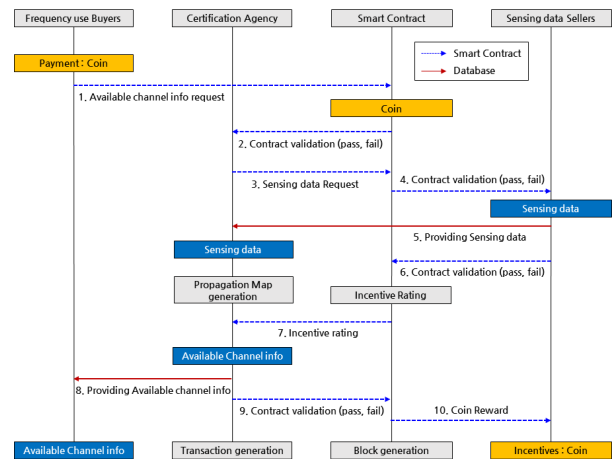 Frequency use Buyers
Certification Agency
Smart Contract
Sensing data Sellers
Payment : Coin
Smart Contract
Database
1. Available channel info request
Coin
2. Contract validation (pass, fail)
3. Sensing data Request
4. Contract validation (pass, fail)
Sensing data
5. Providing Sensing data
Sensing data
6. Contract validation (pass, fail)
Propagation Map
generation
Incentive Rating
7. Incentive rating
Available Channel info
8. Providing Available channel info
9. Contract validation (pass, fail)
10. Coin Reward
Available Channel info
Transaction generation
Block generation
Incentives : Coin